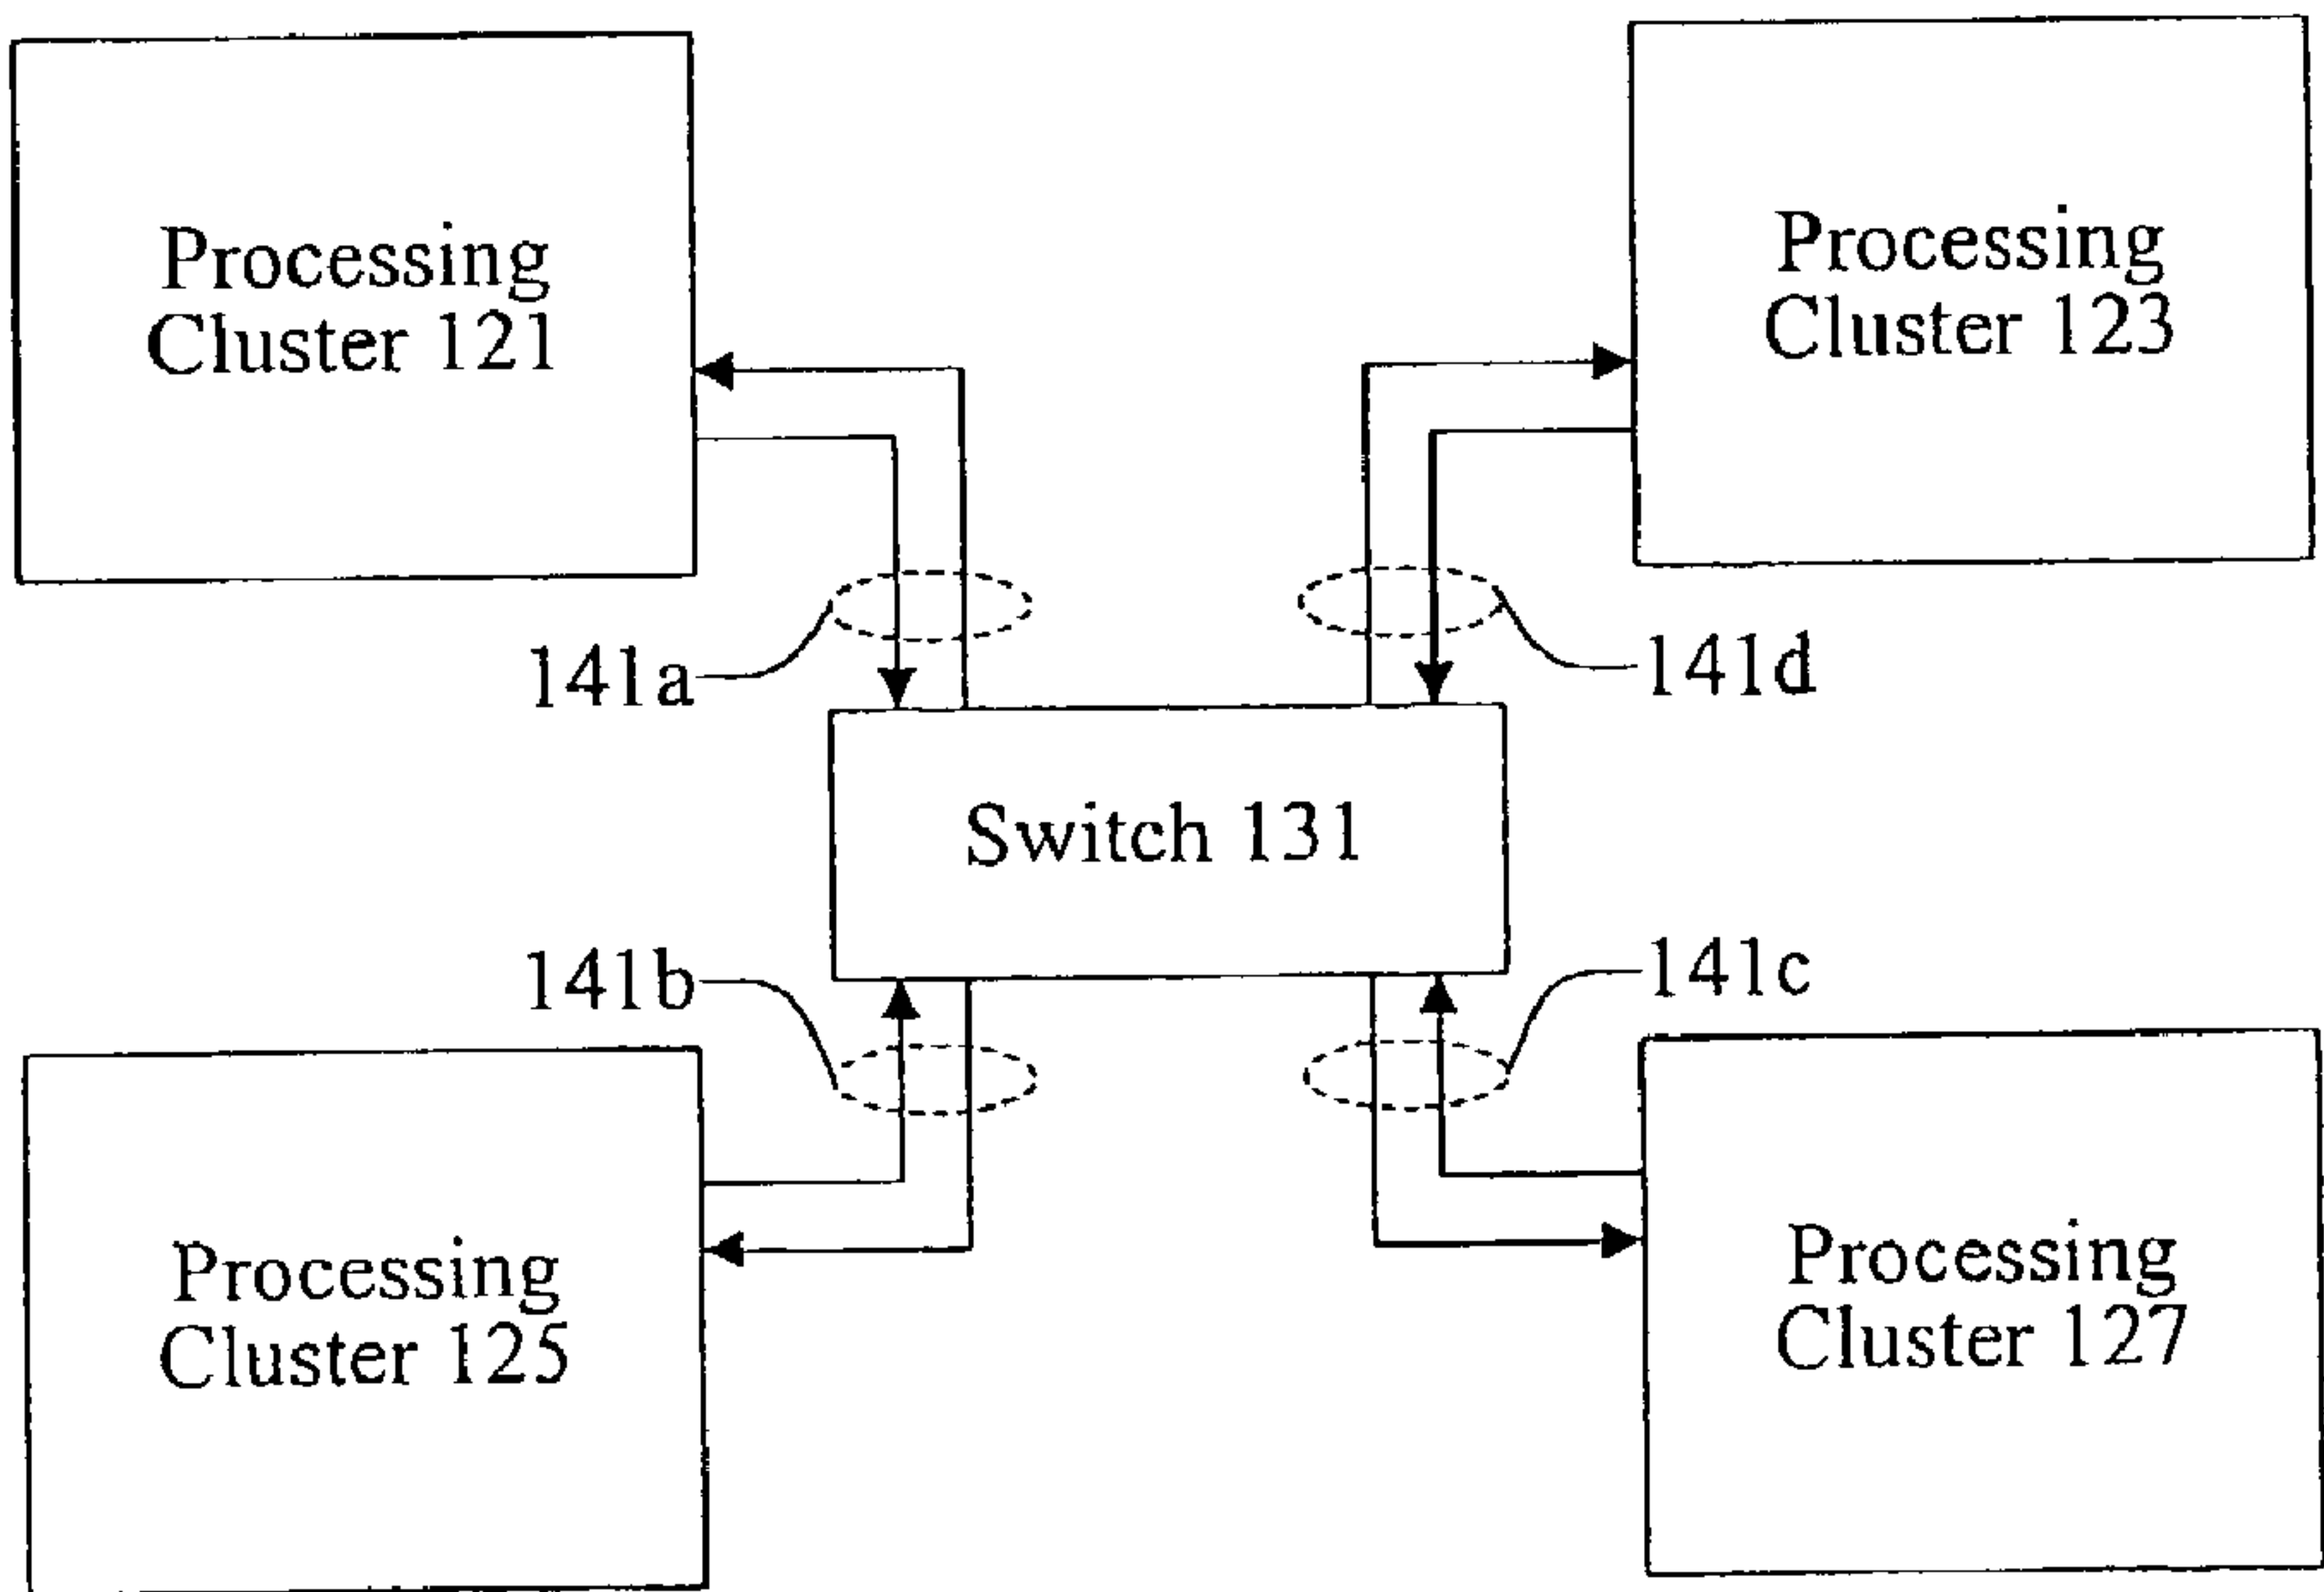 Processing
Cluster 121
Processing
Cluster 123
141a
141d
Switch 131
141b
141c
Processing
Cluster 125
Processing
Cluster 127